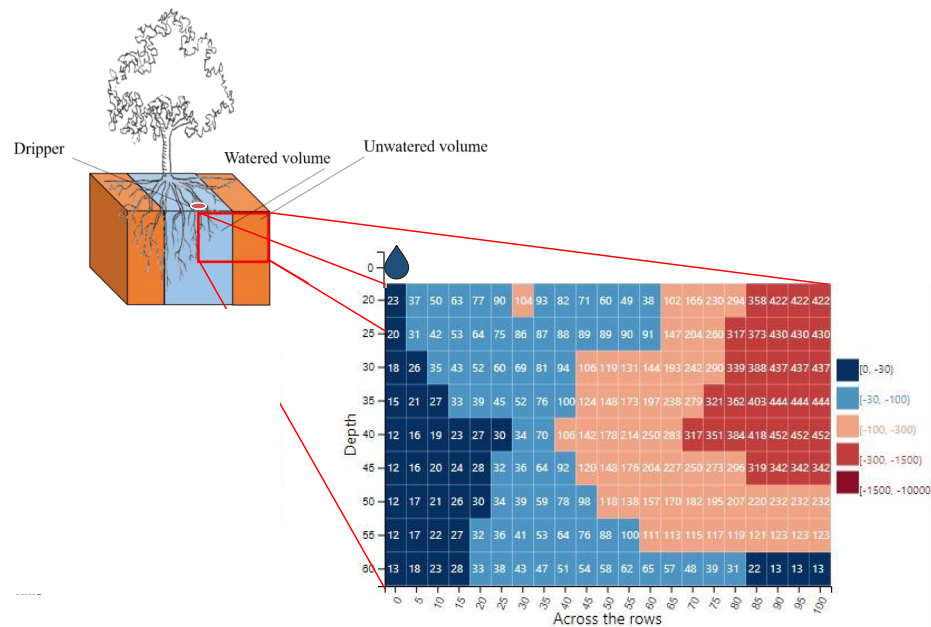 Dripper
Watered volume
Unwatered volume
0
20 23 37 50 63 77 90 104 93 82 71 60 49 38 102 166 230 294 358 422 422 422
25 20 31 42 53 64 75 86 87 88 89 89 90 91 147 204 260 317 373 430 430 430
30 18 26 35 43 52 60 69 81 94 106 119 131 144 193 242 290 339 388 437 437 437
35 15 21 27 33 39 45 52 76 100 124 148 173 197 238 279 321 362 403 444 444 444
40 12 16 19 23 27 30 34 70 106 142 178 214 250 283 317 351 384 418 452 452 452
45 12 16 20 24 28 32 36 64 92 120 148 176 204 227 250 273 296 319 342 342 342
50 12 17 21 26 30 34 39 59 78 98 118 138 157 170 182 195 207 220 232 232 232
55 12 17 22 27 32 36 41 53 64 76 88 100 111 113 115 117 119 121 123 123 123
60 13 18 23 28 33 38 43 47 51 54 58 62 65 57 48 39 31 22 13 13 13
Depth
0 5 10 15 20 25 30 35 40 45 50 55 60 65 70 75 80 85 90 95 100
Across the rows
[0, -30)
[-30, -100)
[-100, -300)
[-300, -1500)
[-1500, -10000